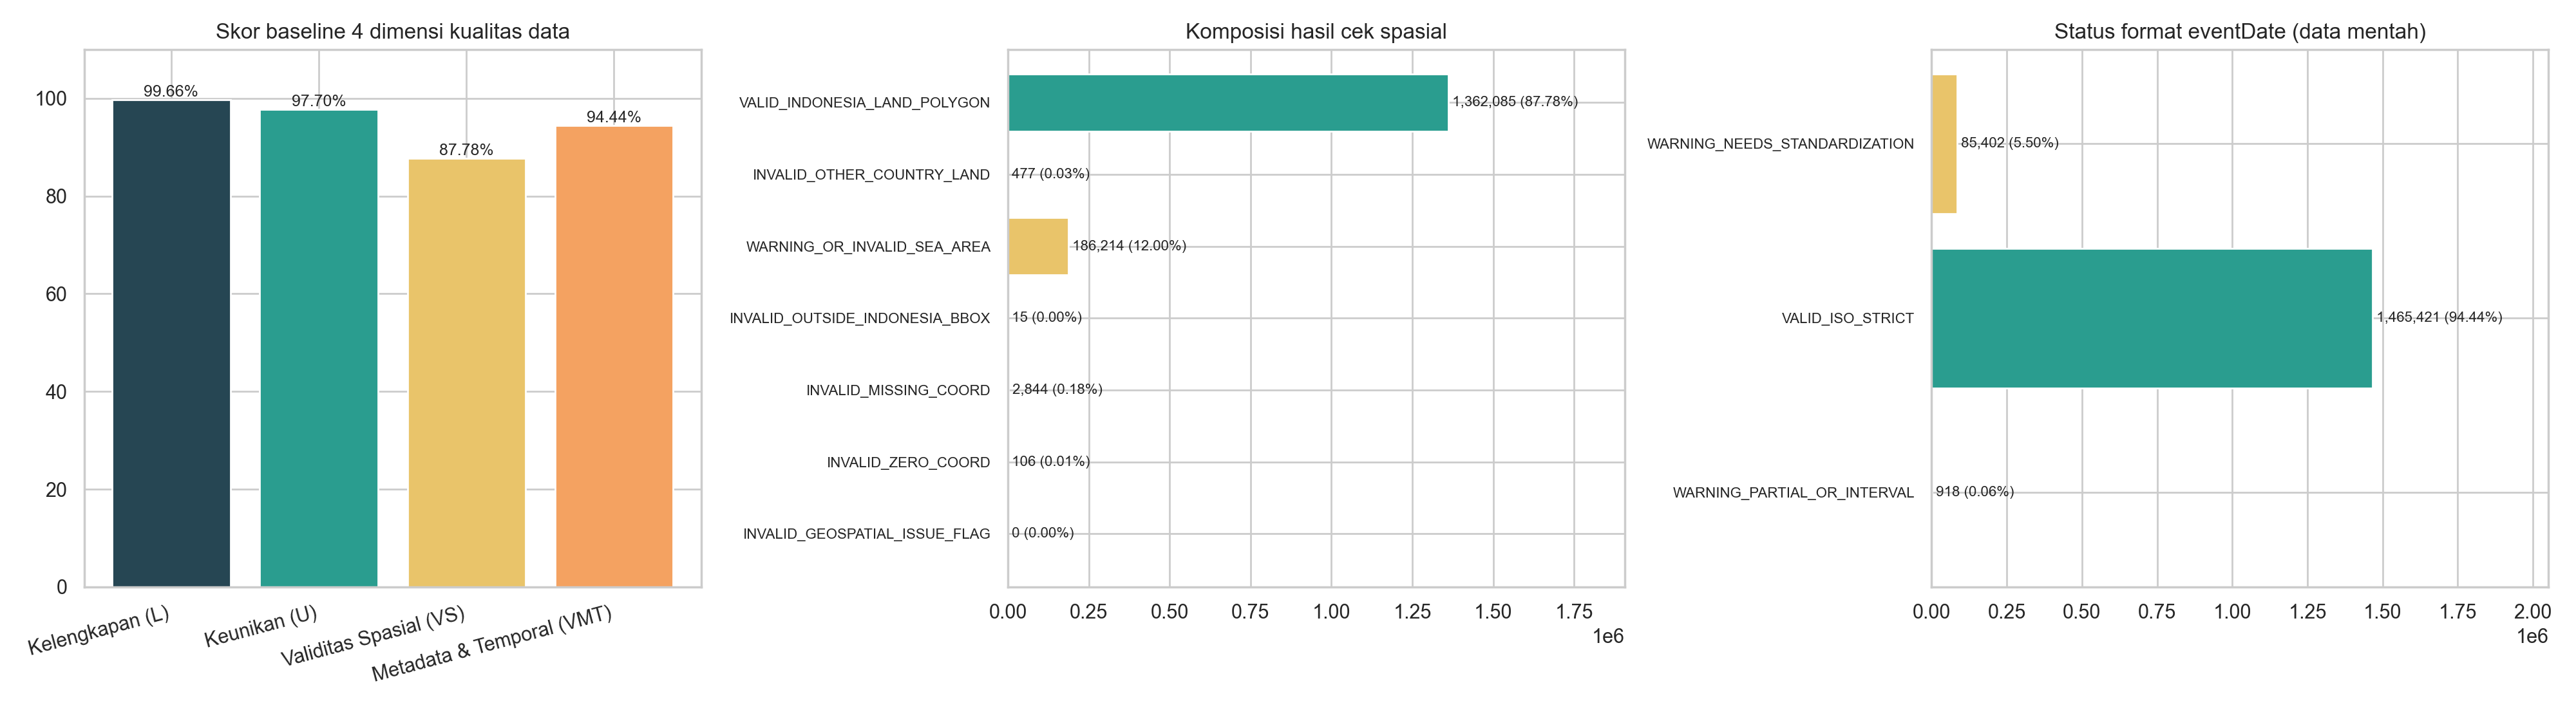 Skor baseline 4 dimensi kualitas data
100
80
60
40
20
0
99.66%
97.70%
87.78%
94.44%
Kelengkapan (L)
Keunikan (U)
Validitas Spasial (VS)
Metadata & Temporal (VMT)
Komposisi hasil cek spasial
VALID_INDONESIA_LAND_POLYGON 1,362,085 (87.78%)
INVALID_OTHER_COUNTRY_LAND 477 (0.03%)
WARNING_OR_INVALID_SEA_AREA 186,214 (12.00%)
INVALID_OUTSIDE_INDONESIA_BBOX 15 (0.00%)
INVALID_MISSING_COORD 2,844 (0.18%)
INVALID_ZERO_COORD 106 (0.01%)
INVALID_GEOSPATIAL_ISSUE_FLAG 0 (0.00%)
0.00 0.25 0.50 0.75 1.00 1.25 1.50 1.75
1e6
Status format eventDate (data mentah)
WARNING_NEEDS_STANDARDIZATION 85,402 (5.50%)
VALID_ISO_STRICT 1,465,421 (94.44%)
WARNING_PARTIAL_OR_INTERVAL 918 (0.06%)
0.00 0.25 0.50 0.75 1.00 1.25 1.50 1.75 2.00
1e6